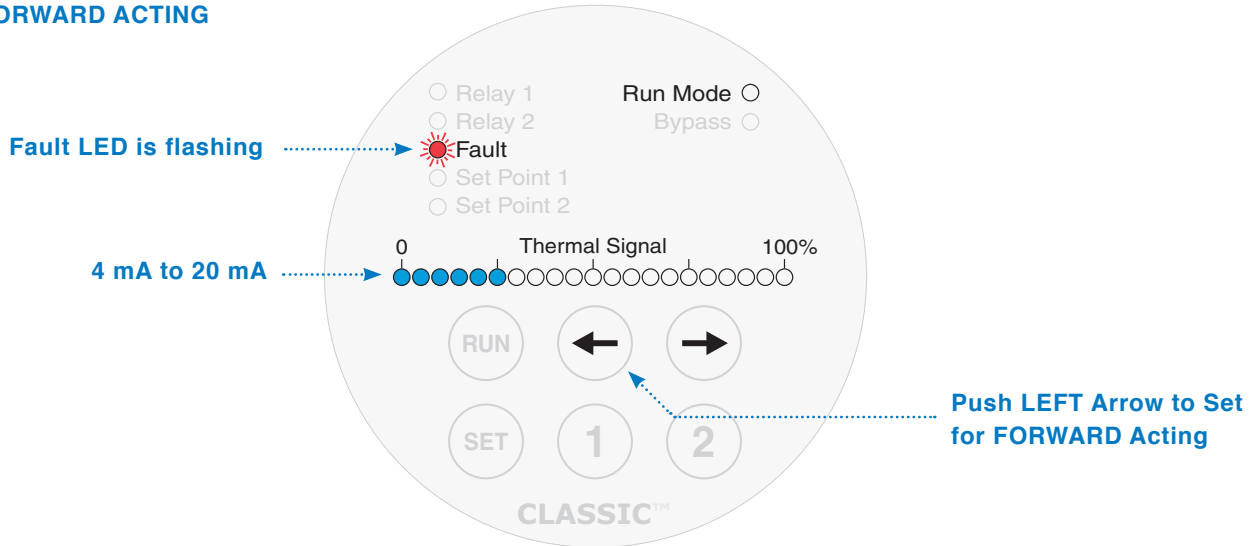 ORWARD ACTING
Relay 1
Run Mode
Relay 2
Bypass
Fault LED is flashing
Fault
Set Point 1
Set Point 2
0
Thermal Signal
100%
4 mA to 20 mA
RUN
Push LEFT Arrow to Set
for FORWARD Acting
SET
1
2
CLASSIC™